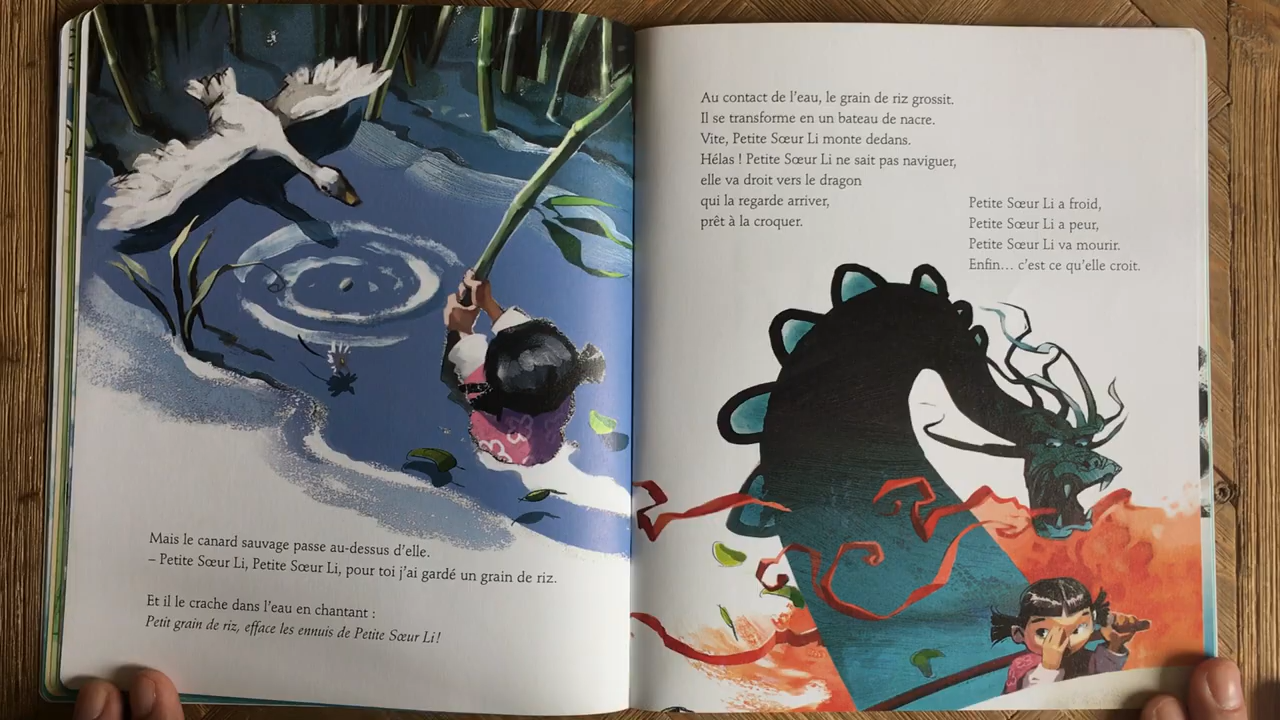 Mais le canard sauvage passe au-dessus d'elle.
– Petite Sœur Li, Petite Sœur Li, pour toi j'ai gardé un grain de riz.
Et il le crache dans l'eau en chantant :
Petit grain de riz, efface les ennuis de Petite Sœur Li !
Au contact de l'eau, le grain de riz grossit.
Il se transforme en un bateau de nacre.
Vite, Petite Sœur Li monte dedans.
Hélas ! Petite Sœur Li ne sait pas naviguer,
elle va droit vers le dragon
qui la regarde arriver,
prêt à la croquer.
Petite Sœur Li a froid,
Petite Sœur Li a peur,
Petite Sœur Li va mourir.
Enfin… c'est ce qu'elle croit.